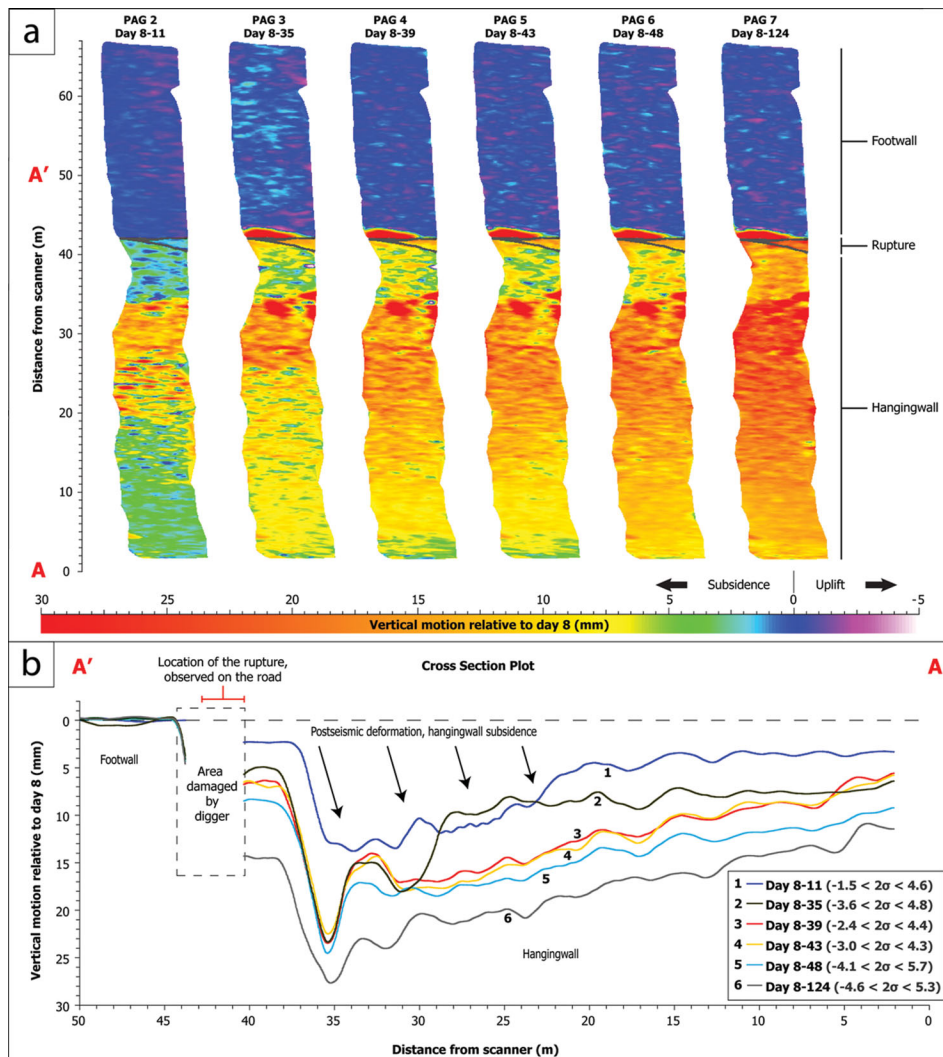 a
PAG 2
Day 8-11
PAG 3
Day 8-35
PAG 4
Day 8-39
PAG 5
Day 8-43
PAG 6
Day 8-48
PAG 7
Day 8-124
60
50
40
30
20
10
0
A'
A
Distance from scanner (m)
Footwall
Rupture
Hangingwall
Subsidence
Uplift
30 25 20 15 10 5 0 -5
Vertical motion relative to day 8 (mm)
b
A'
A
Location of the rupture,
observed on the road
Cross Section Plot
Postseismic deformation, hangingwall subsidence
Footwall
Area
damaged
by
digger
Hangingwall
1
2
3
4
5
6
Vertical motion relative to day 8 (mm)
0
5
10
15
20
25
30
1 Day 8-11 (-1.5 < 2σ < 4.6)
2 Day 8-35 (-3.6 < 2σ < 4.8)
3 Day 8-39 (-2.4 < 2σ < 4.4)
4 Day 8-43 (-3.0 < 2σ < 4.3)
5 Day 8-48 (-4.1 < 2σ < 5.7)
6 Day 8-124 (-4.6 < 2σ < 5.3)
50 45 40 35 30 25 20 15 10 5 0
Distance from scanner (m)